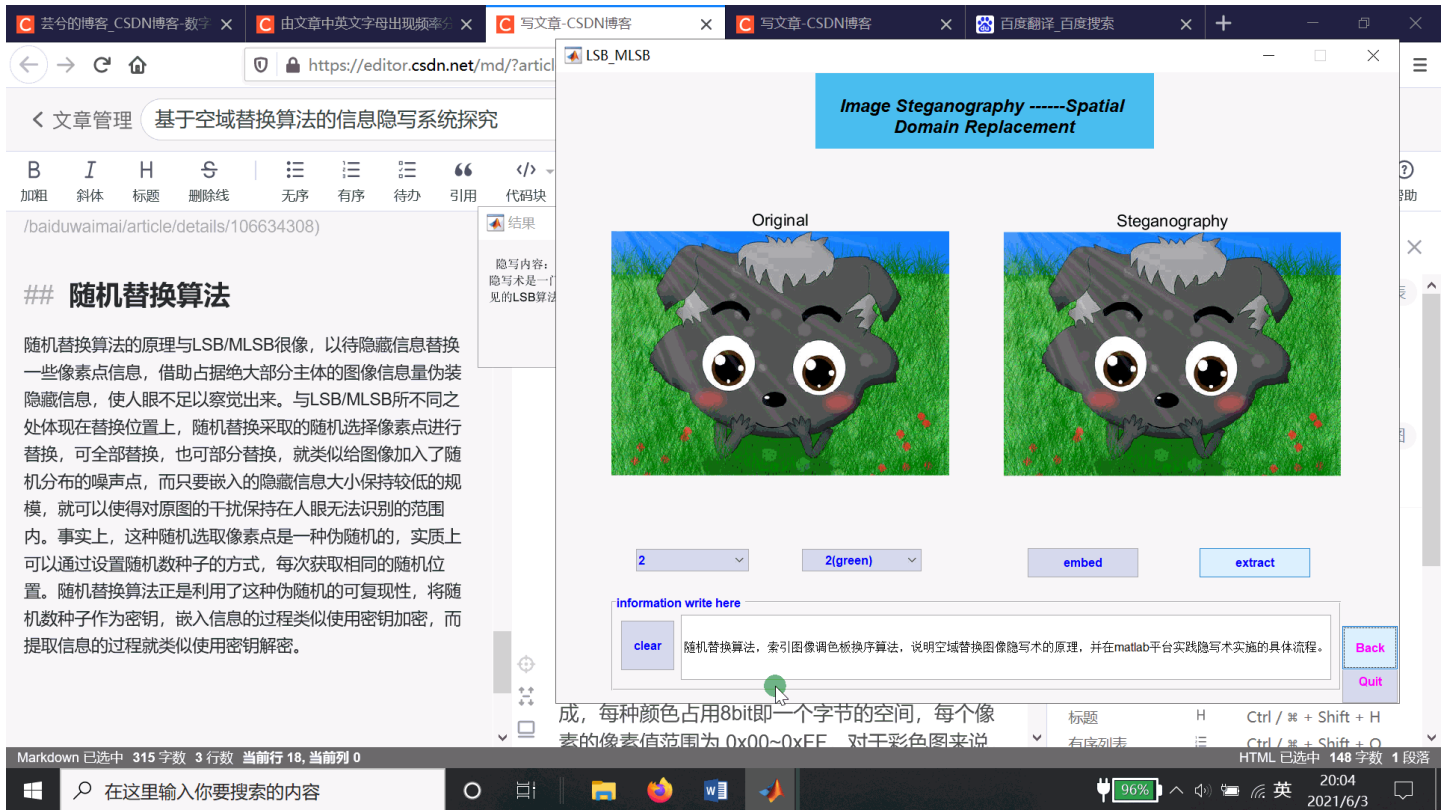 芸兮的博客_CSDN博客-数字
由文章中英文字母出现频率分
写文章-CSDN博客
写文章-CSDN博客
百度翻译_百度搜索
https://editor.csdn.net/md/?articl
LSB_MLSB
文章管理
基于空域替换算法的信息隐写系统探究
Image Steganography ------Spatial
Domain Replacement
B I H S
加粗 斜体 标题 删除线 无序 有序 待办 引用 代码块
/baiduwaimai/article/details/106634308)
结果
隐写内容:
隐写术是一门
见的LSB算法
## 随机替换算法
随机替换算法的原理与LSB/MLSB很像，以待隐藏信息替换
一些像素点信息，借助占据绝大部分主体的图像信息量伪装
隐藏信息，使人眼不足以察觉出来。与LSB/MLSB所不同之
处体现在替换位置上，随机替换采取的随机选择像素点进行
替换，可全部替换，也可部分替换，就类似给图像加入了随
机分布的噪声点，而只要嵌入的隐藏信息大小保持较低的规
模，就可以使得对原图的干扰保持在人眼无法识别的范围
内。事实上，这种随机选取像素点是一种伪随机的，实质上
可以通过设置随机数种子的方式，每次获取相同的随机位
置。随机替换算法正是利用了这种伪随机的可复现性，将随
机数种子作为密钥，嵌入信息的过程类似使用密钥加密，而
提取信息的过程就类似使用密钥解密。
Original
Steganography
2
2(green)
embed
extract
information write here
clear
随机替换算法，索引图像调色板换序算法，说明空域替换图像隐写术的原理，并在matlab平台实践隐写术实施的具体流程。
Back
Quit
成，每种颜色占用8bit即一个字节的空间，每个像
素的像素值范围为 0x00~0xFF 对于彩色图来说
标题 H Ctrl / ⌘ + Shift + H
有序列表 Ctrl / ⌘ + Shift + O
Markdown 已选中 315 字数 3 行数 当前行 18, 当前列 0
HTML 已选中 148 字数 1 段落
在这里输入你要搜索的内容
96%
英
20:04
2021/6/3